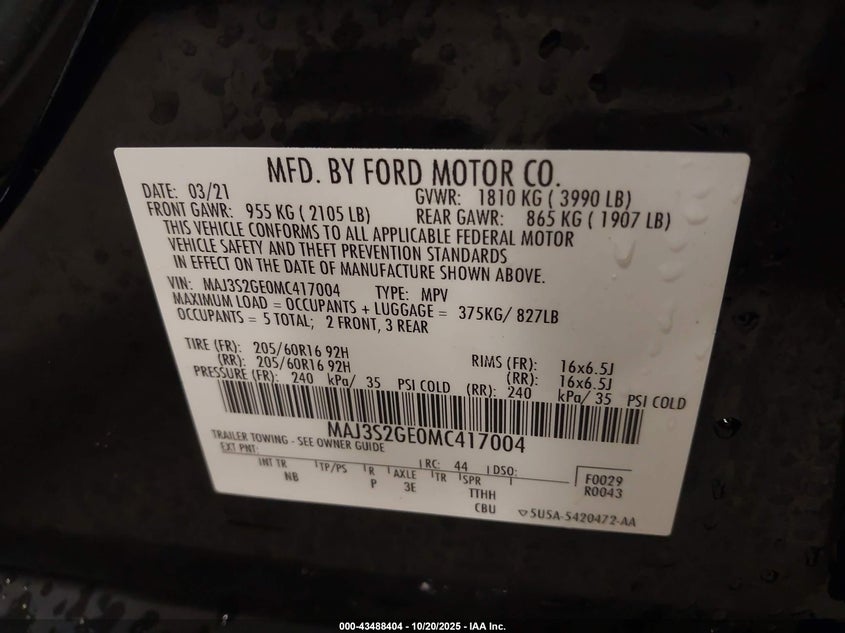 MFD. BY FORD MOTOR CO.
DATE: 03/21 GVWR: 1810 KG ( 3990 LB)
FRONT GAWR: 955 KG ( 2105 LB) REAR GAWR: 865 KG ( 1907 LB)
THIS VEHICLE CONFORMS TO ALL APPLICABLE FEDERAL MOTOR
VEHICLE SAFETY AND THEFT PREVENTION STANDARDS
IN EFFECT ON THE DATE OF MANUFACTURE SHOWN ABOVE.
VIN: MAJ3S2GE0MC417004 TYPE: MPV
MAXIMUM LOAD = OCCUPANTS + LUGGAGE = 375KG/ 827LB
OCCUPANTS = 5 TOTAL; 2 FRONT, 3 REAR
TIRE (FR): 205/60R16 92H RIMS (FR): 16x6.5J
(RR): 205/60R16 92H (RR): 16x6.5J
PRESSURE (FR): 240 kPa/ 35 PSI COLD (RR): 240 kPa/ 35 PSI COLD
MAJ3S2GE0MC417004
TRAILER TOWING - SEE OWNER GUIDE
EXT PNT: RC: 44 DSO:
INT TR TP/PS R AXLE TR SPR F0029
NB P 3E TTHH R0043
CBU ▽5U5A-5420472-AA
000-43488404 - 10/20/2025 - IAA Inc.